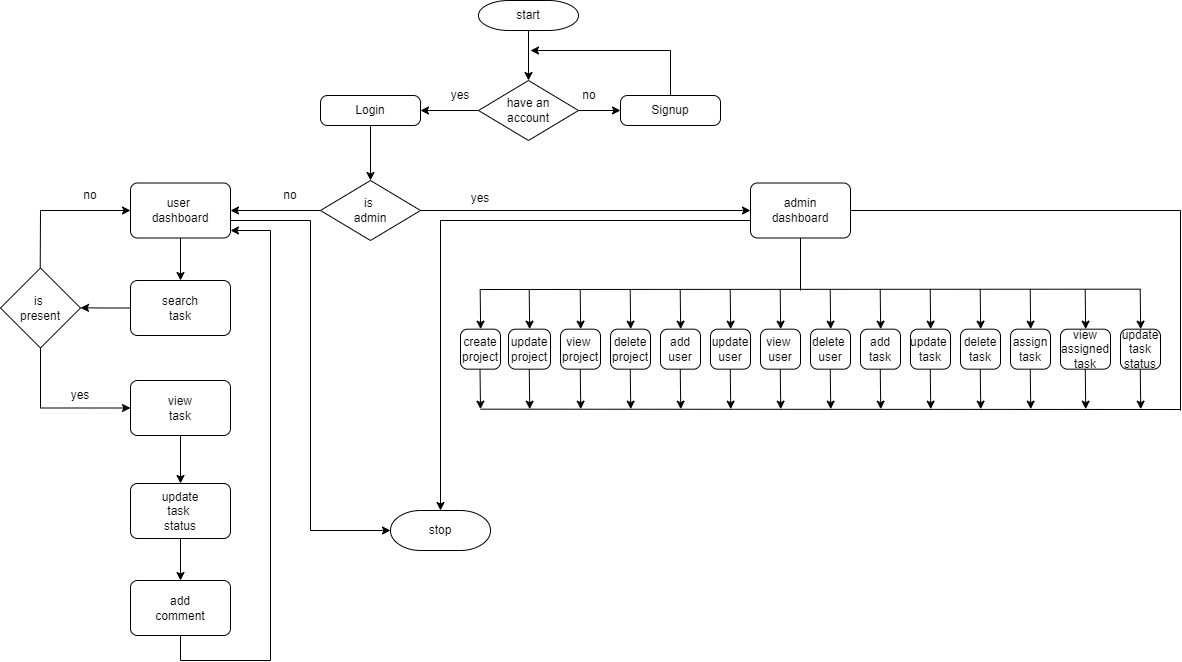 start
yes
have an
account
no
Login
Signup
no
user
dashboard
no
is
admin
yes
admin
dashboard
is
present
search
task
create
project
update
project
view
project
delete
project
add
user
update
user
view
user
delete
user
add
task
update
task
delete
task
assign
task
view
assigned
task
update
task
status
yes
view
task
update
task
status
stop
add
comment